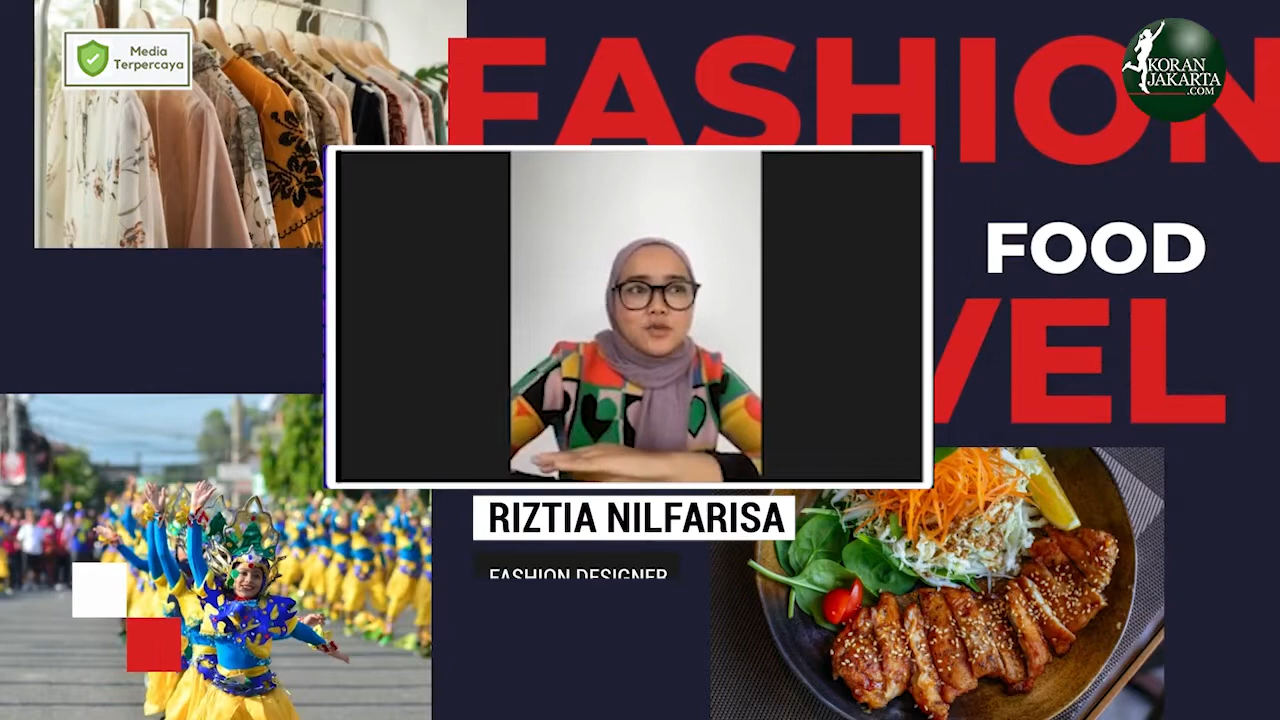 Media
Terpercaya
FASHION
KORAN
JAKARTA
.COM
FOOD
VEL
RIZTIA NILFARISA
FASHION DESIGNER